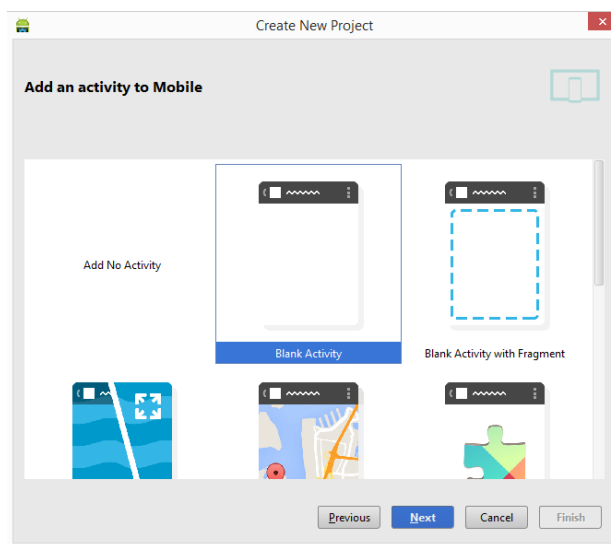 Create New Project
Add an activity to Mobile
Add No Activity
Blank Activity
Blank Activity with Fragment
Previous
Next
Cancel
Finish